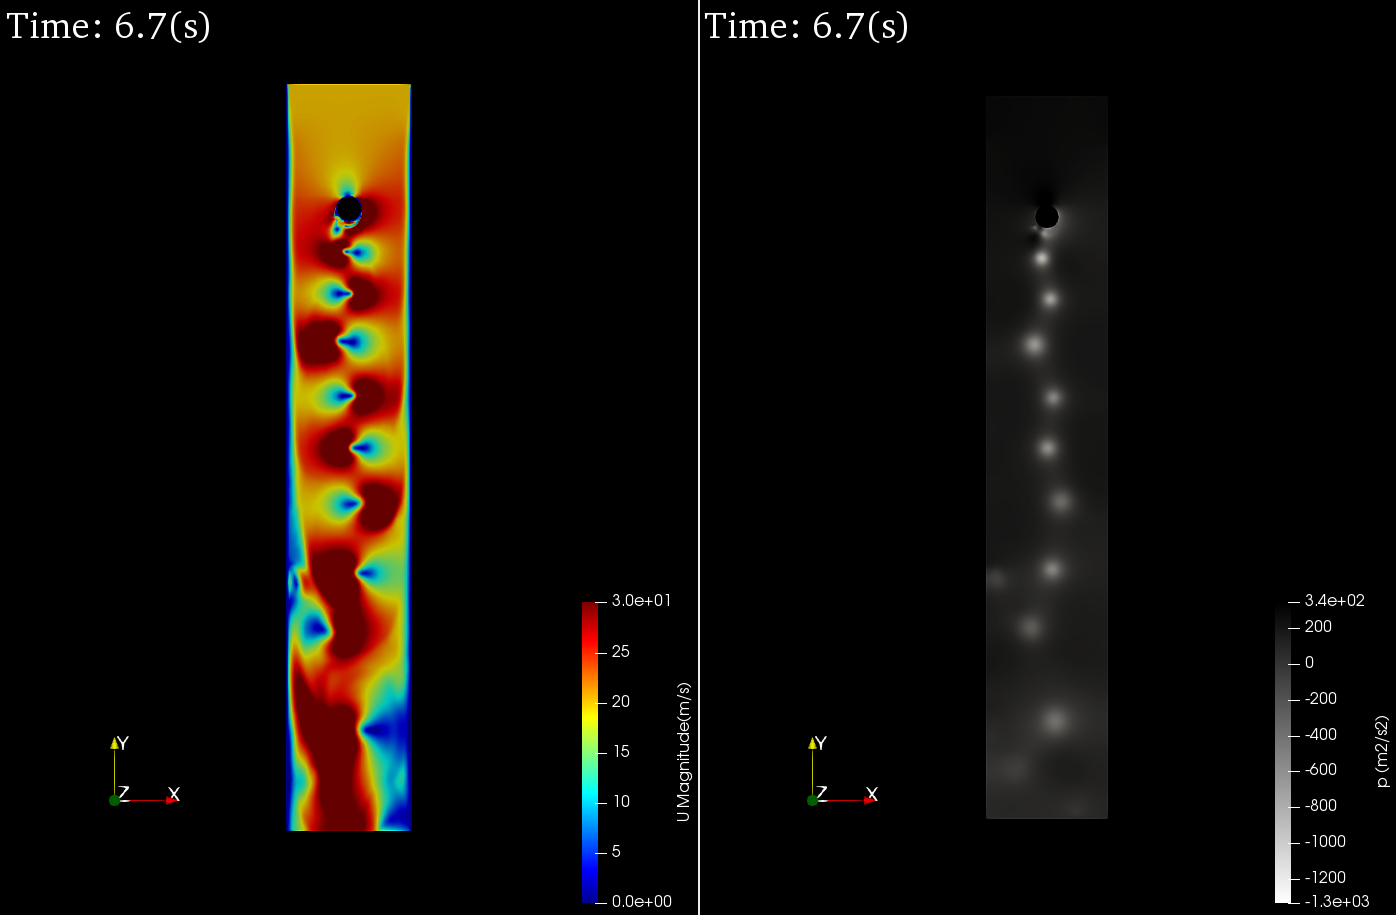 Time: 6.7(s)
Time: 6.7(s)
3.0e+01
25
20
15
10
5
0.0e+00
U Magnitude(m/s)
Y
Z
X
3.4e+02
200
0
-200
-400
-600
-800
-1000
-1200
-1.3e+03
p (m2/s2)
Y
Z
X